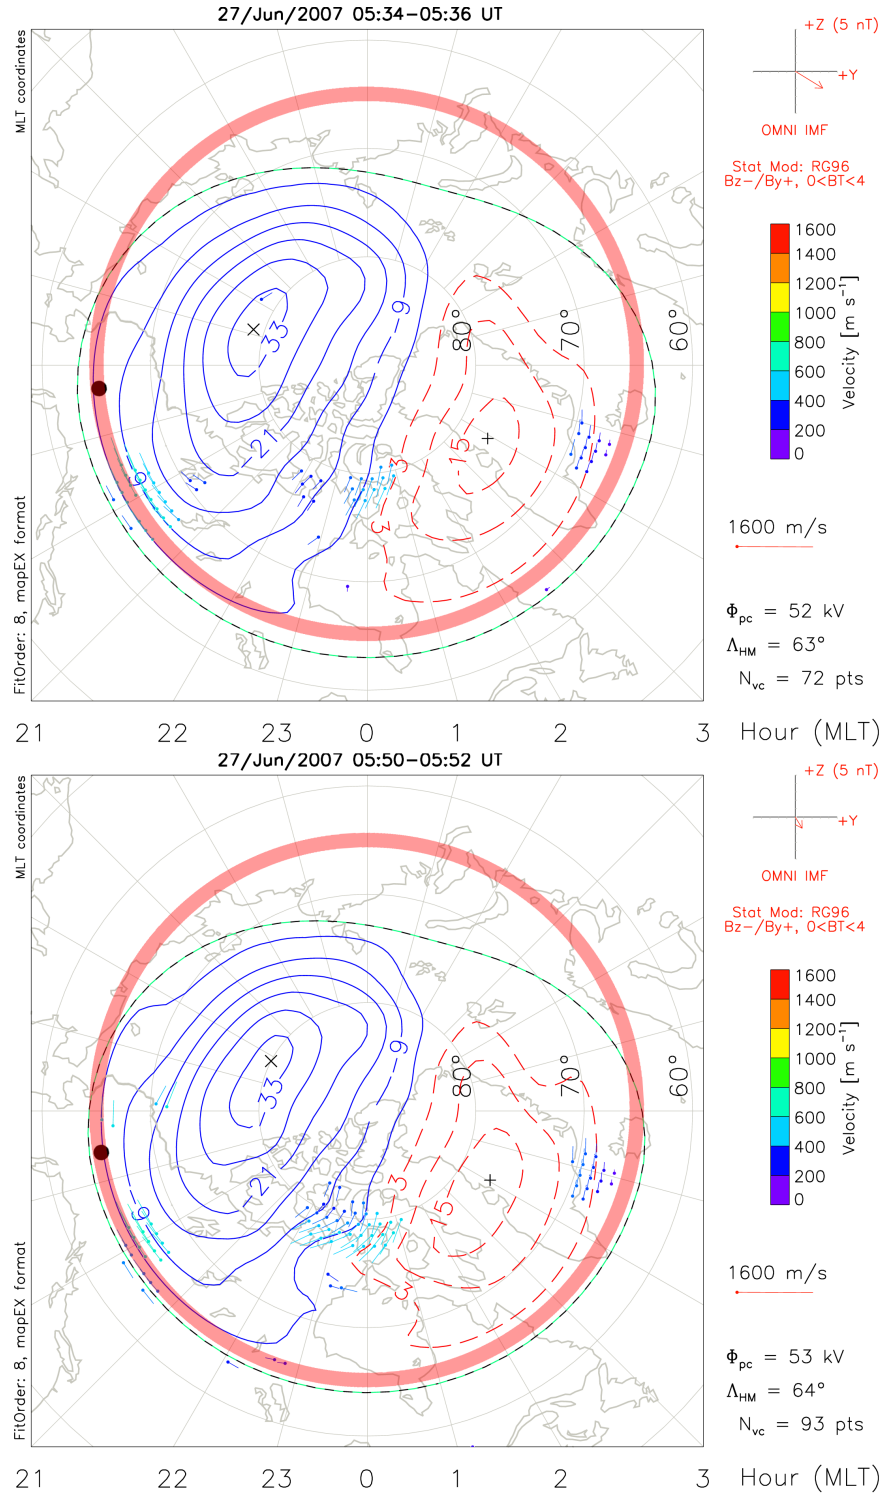 27/Jun/2007 05:34-05:36 UT
MLT coordinates
FitOrder: 8, mapEX format
+Z (5 nT)
+Y
OMNI IMF
Stat Mod: RG96
Bz-/By+, 0<BT<4
1600
1400
1200
1000
800
600
400
200
0
Velocity [m s⁻¹]
1600 m/s
Φpc = 52 kV
ΛHM = 63°
Nvc = 72 pts
80°
70°
60°
-9
-33
-21
-9
3
15
3
21
22
23
0
1
2
3
Hour (MLT)
27/Jun/2007 05:50-05:52 UT
MLT coordinates
FitOrder: 8, mapEX format
+Z (5 nT)
+Y
OMNI IMF
Stat Mod: RG96
Bz-/By+, 0<BT<4
1600
1400
1200
1000
800
600
400
200
0
Velocity [m s⁻¹]
1600 m/s
Φpc = 53 kV
ΛHM = 64°
Nvc = 93 pts
80°
70°
60°
-9
-33
-21
-9
3
15
3
21
22
23
0
1
2
3
Hour (MLT)